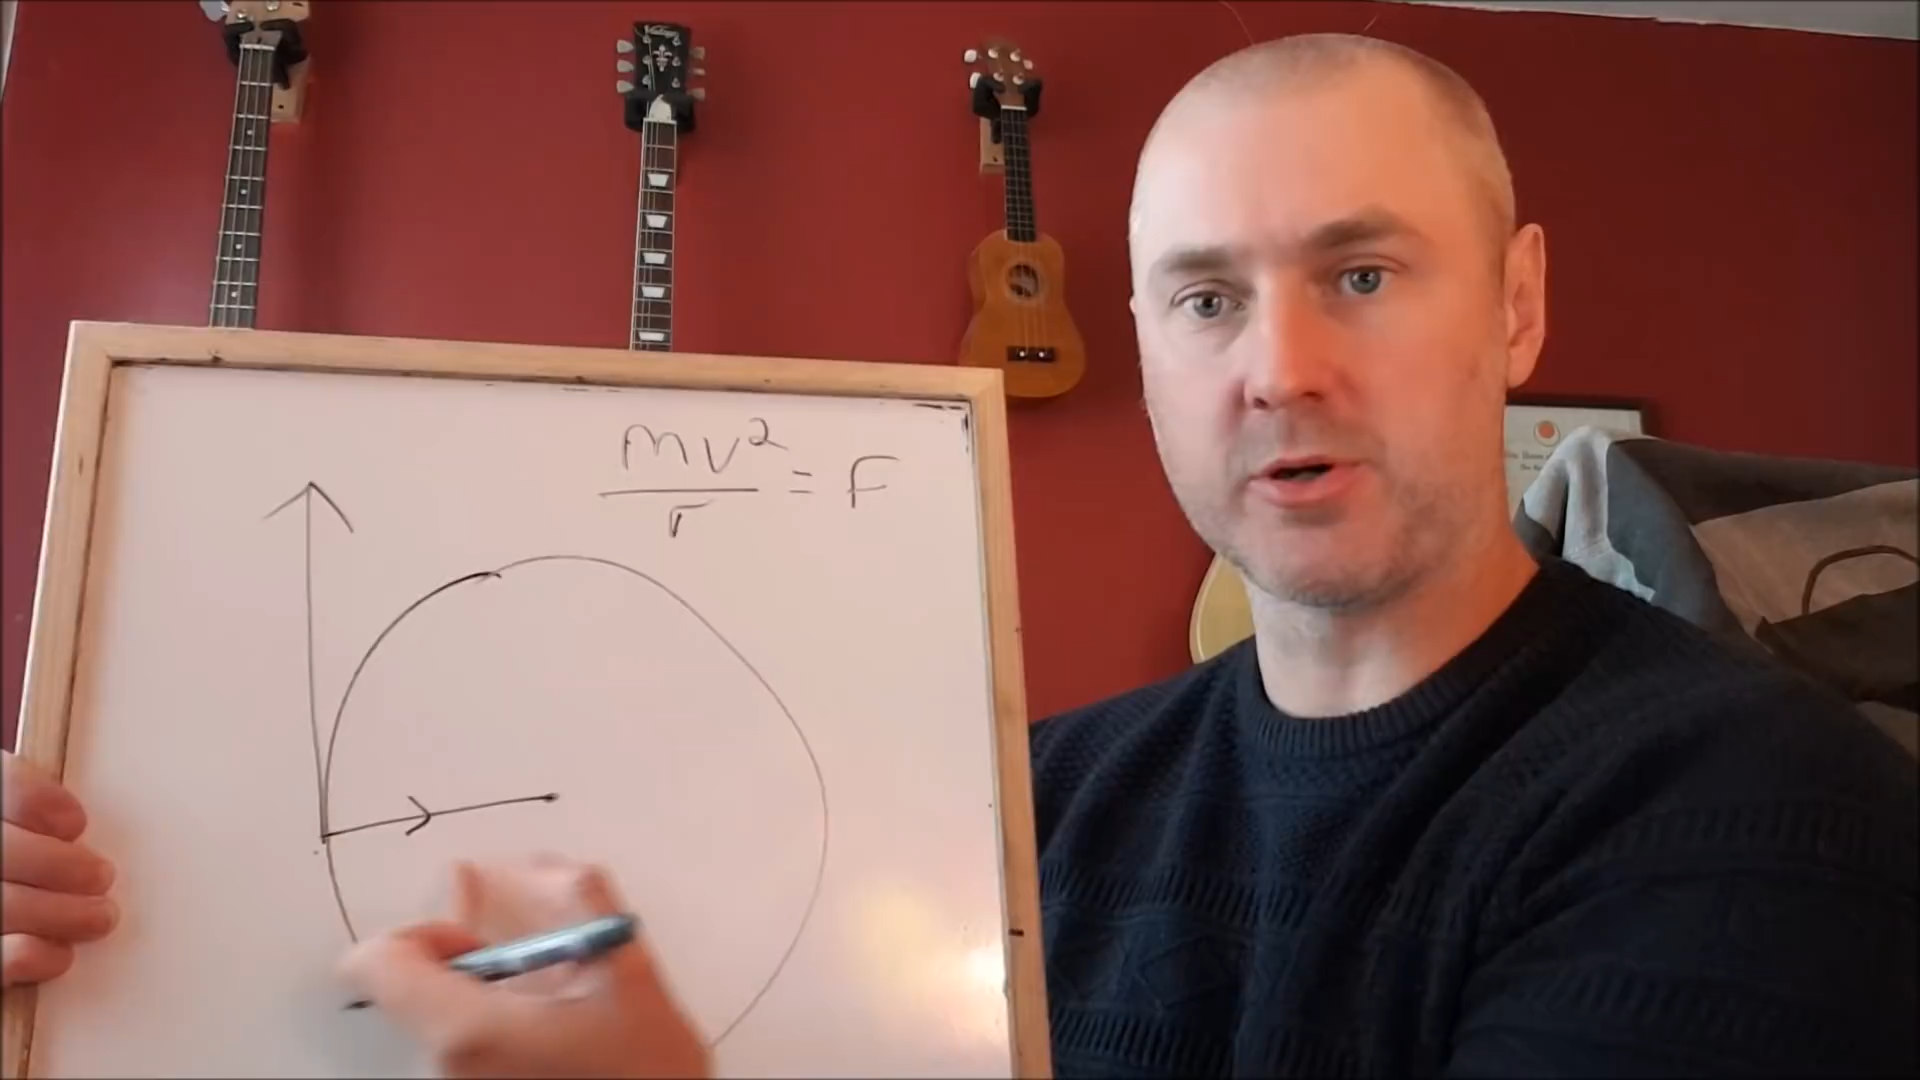 mv²
— = F
r